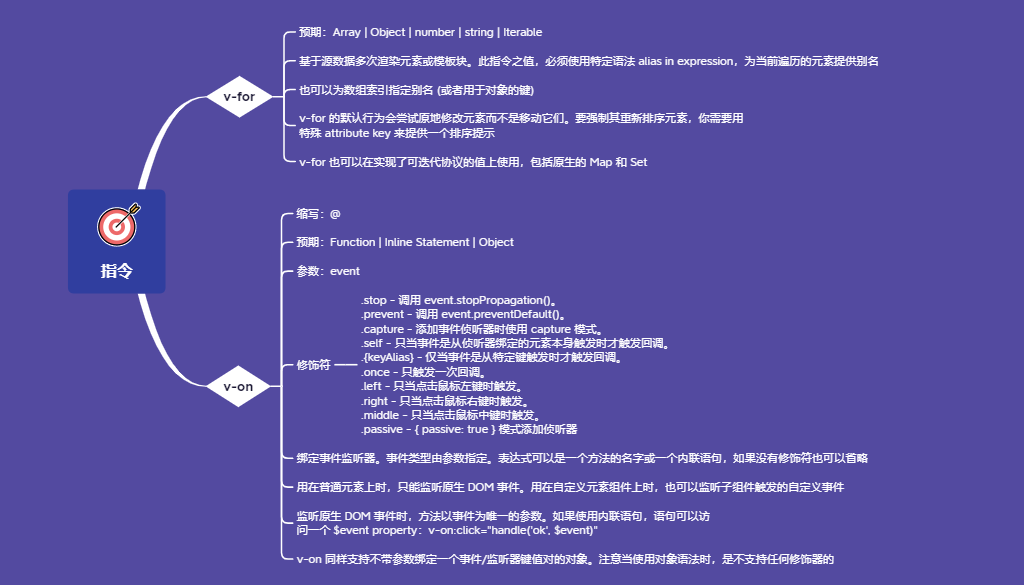 指令
v-for
预期：Array | Object | number | string | Iterable
基于源数据多次渲染元素或模板块。此指令之值，必须使用特定语法 alias in expression，为当前遍历的元素提供别名
也可以为数组索引指定别名 (或者用于对象的键)
v-for 的默认行为会尝试原地修改元素而不是移动它们。要强制其重新排序元素，你需要用
特殊 attribute key 来提供一个排序提示
v-for 也可以在实现了可迭代协议的值上使用，包括原生的 Map 和 Set
v-on
缩写：@
预期：Function | Inline Statement | Object
参数：event
修饰符
.stop - 调用 event.stopPropagation()。
.prevent - 调用 event.preventDefault()。
.capture - 添加事件侦听器时使用 capture 模式。
.self - 只当事件是从侦听器绑定的元素本身触发时才触发回调。
.{keyAlias} - 仅当事件是从特定键触发时才触发回调。
.once - 只触发一次回调。
.left - 只当点击鼠标左键时触发。
.right - 只当点击鼠标右键时触发。
.middle - 只当点击鼠标中键时触发。
.passive - { passive: true } 模式添加侦听器
绑定事件监听器。事件类型由参数指定。表达式可以是一个方法的名字或一个内联语句，如果没有修饰符也可以省略
用在普通元素上时，只能监听原生 DOM 事件。用在自定义元素组件上时，也可以监听子组件触发的自定义事件
监听原生 DOM 事件时，方法以事件为唯一的参数。如果使用内联语句，语句可以访
问一个 $event property：v-on:click="handle('ok', $event)"
v-on 同样支持不带参数绑定一个事件/监听器键值对的对象。注意当使用对象语法时，是不支持任何修饰器的